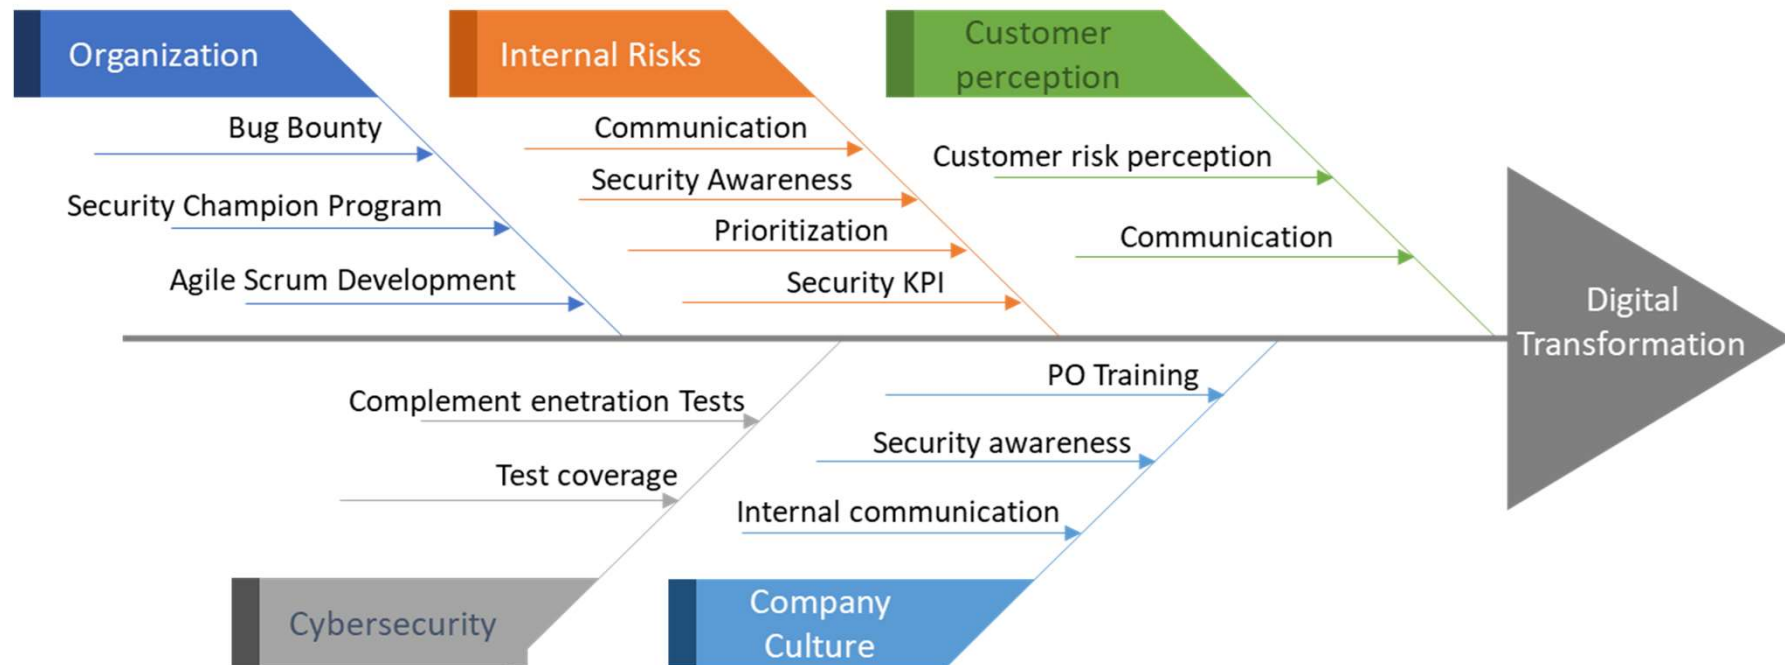 Organization
Bug Bounty
Security Champion Program
Agile Scrum Development
Internal Risks
Communication
Security Awareness
Prioritization
Security KPI
Customer
perception
Customer risk perception
Communication
Digital
Transformation
Complement enetration Tests
Test coverage
Cybersecurity
PO Training
Security awareness
Internal communication
Company
Culture